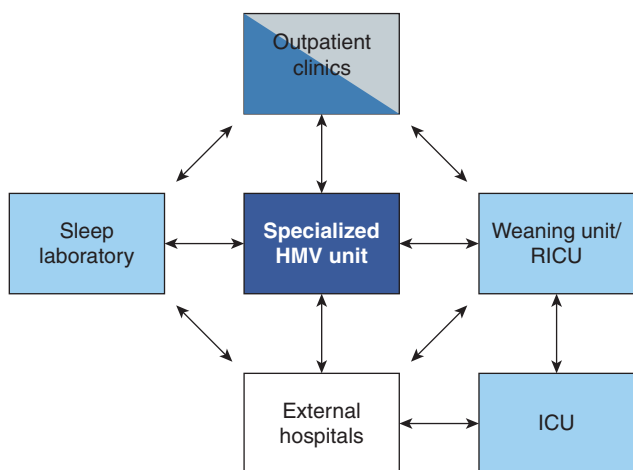 Outpatient
clinics
Sleep
laboratory
Specialized
HMV unit
Weaning unit/
RICU
External
hospitals
ICU